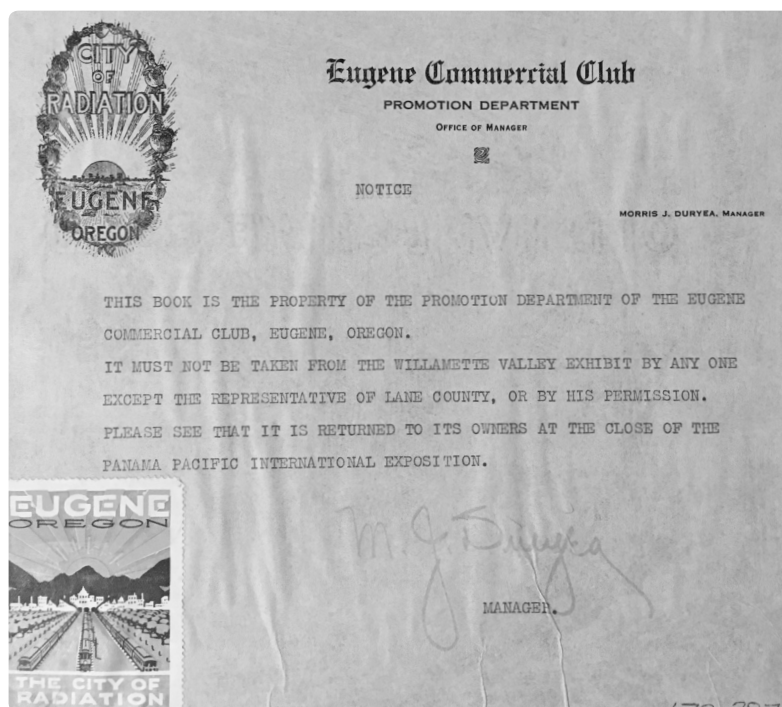 CITY
OF
RADIATION
EUGENE
OREGON
Eugene Commercial Club
PROMOTION DEPARTMENT
OFFICE OF MANAGER
NOTICE
MORRIS J. DURYEA, MANAGER
THIS BOOK IS THE PROPERTY OF THE PROMOTION DEPARTMENT OF THE EUGENE
COMMERCIAL CLUB, EUGENE, OREGON.
IT MUST NOT BE TAKEN FROM THE WILLAMETTE VALLEY EXHIBIT BY ANY ONE
EXCEPT THE REPRESENTATIVE OF LANE COUNTY, OR BY HIS PERMISSION.
PLEASE SEE THAT IT IS RETURNED TO ITS OWNERS AT THE CLOSE OF THE
PANAMA PACIFIC INTERNATIONAL EXPOSITION.
M. J. Duryea
MANAGER.
EUGENE
OREGON
THE CITY OF
RADIATION